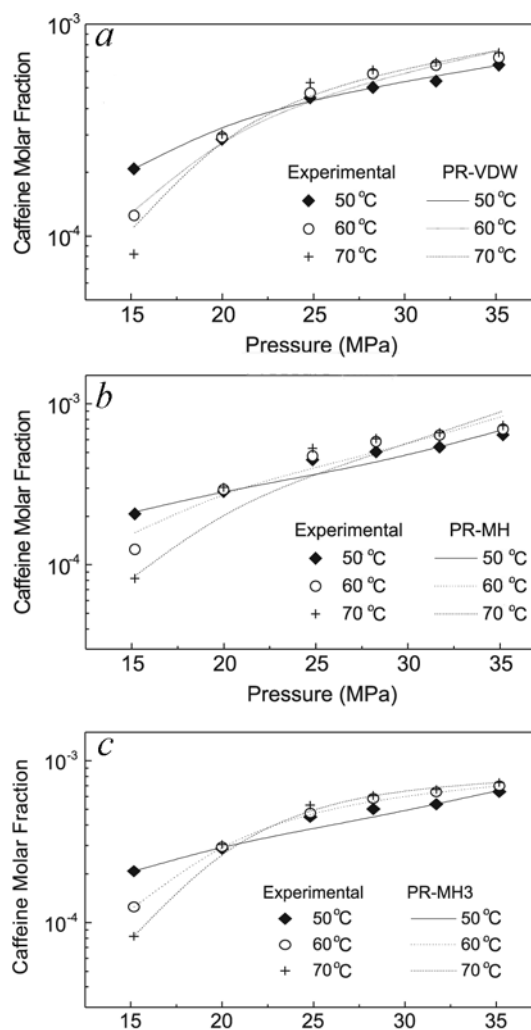 a
10⁻³
10⁻⁴
Caffeine Molar Fraction
Experimental PR-VDW
50 °C 50 °C
60 °C 60 °C
70 °C 70 °C
15 20 25 30 35
Pressure (MPa)
b
10⁻³
10⁻⁴
Caffeine Molar Fraction
Experimental PR-MH
50 °C 50 °C
60 °C 60 °C
70 °C 70 °C
15 20 25 30 35
Pressure (MPa)
c
10⁻³
10⁻⁴
Caffeine Molar Fraction
Experimental PR-MH3
50 °C 50 °C
60 °C 60 °C
70 °C 70 °C
15 20 25 30 35
Pressure (MPa)